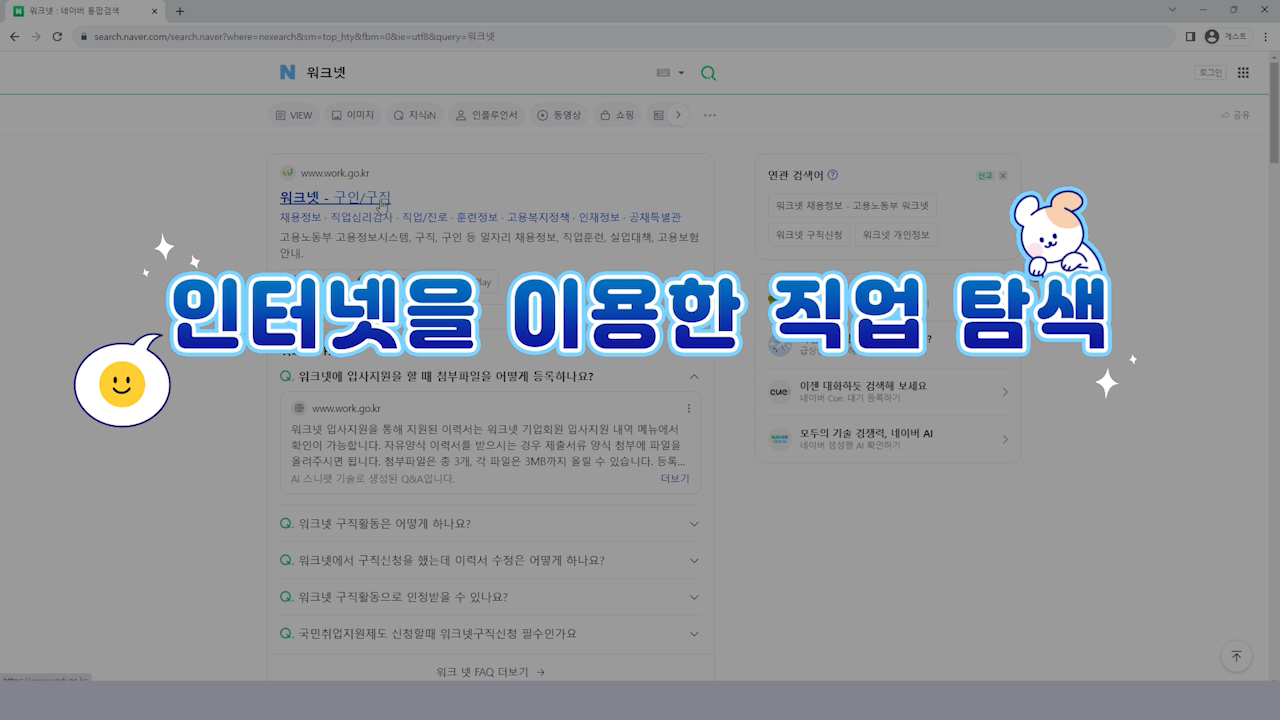 워크넷 : 네이버 통합검색
search.naver.com/search.naver?where=nexearch&sm=top_hty&fbm=0&ie=utf8&query=워크넷
게스트
N 워크넷
로그인
VIEW 이미지 지식iN 인플루언서 동영상 쇼핑
공유
www.work.go.kr
워크넷 - 구인/구직
채용정보 · 직업심리검사 · 직업/진로 · 훈련정보 · 고용복지정책 · 인재정보 · 공채특별관
고용노동부 고용정보시스템, 구직, 구인 등 일자리 채용정보, 직업훈련, 실업대책, 고용보험
안내.
연관 검색어
신고
워크넷 채용정보 - 고용노동부 워크넷
워크넷 구직신청 워크넷 개인정보
인터넷을 이용한 직업 탐색
Q. 워크넷에 입사지원을 할 때 첨부파일을 어떻게 등록하나요?
www.work.go.kr
워크넷 입사지원을 통해 지원된 이력서는 워크넷 기업회원 입사지원 내역 메뉴에서
확인이 가능합니다. 자유양식 이력서를 받으시는 경우 제출서류 양식 첨부에 파일을
올려주시면 됩니다. 첨부파일은 총 3개, 각 파일은 3MB까지 올릴 수 있습니다. 등록...
AI 스니펫 기술로 생성된 Q&A입니다.
더보기
Q. 워크넷 구직활동은 어떻게 하나요?
Q. 워크넷에서 구직신청을 했는데 이력서 수정은 어떻게 하나요?
Q. 워크넷 구직활동으로 인정받을 수 있나요?
Q. 국민취업지원제도 신청할때 워크넷구직신청 필수인가요
워크 넷 FAQ 더보기
cue:
이젠 대화하듯 검색해 보세요
네이버 Cue: 대기 등록하기
모두의 기술 경쟁력, 네이버 AI
네이버 생성형 AI 확인하기
https://www.work.go.kr